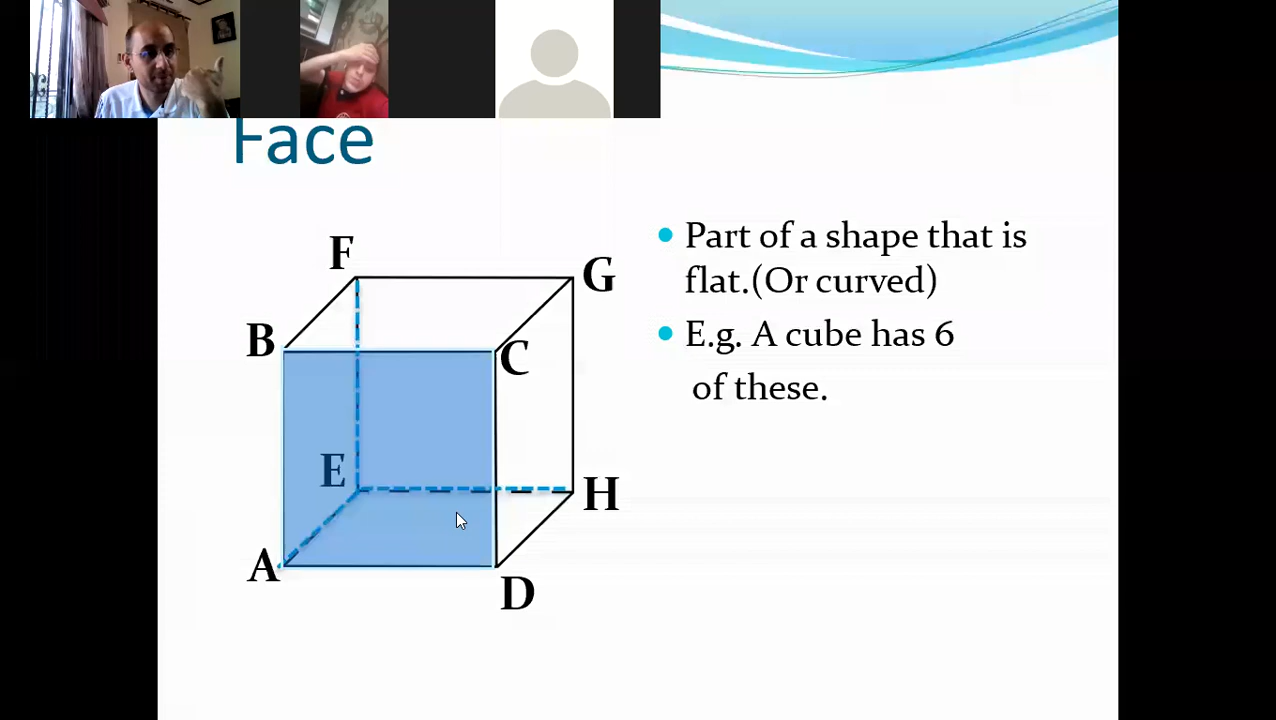 Face
F
G
B
C
E
H
A
D
Part of a shape that is
flat.(Or curved)
E.g. A cube has 6
of these.